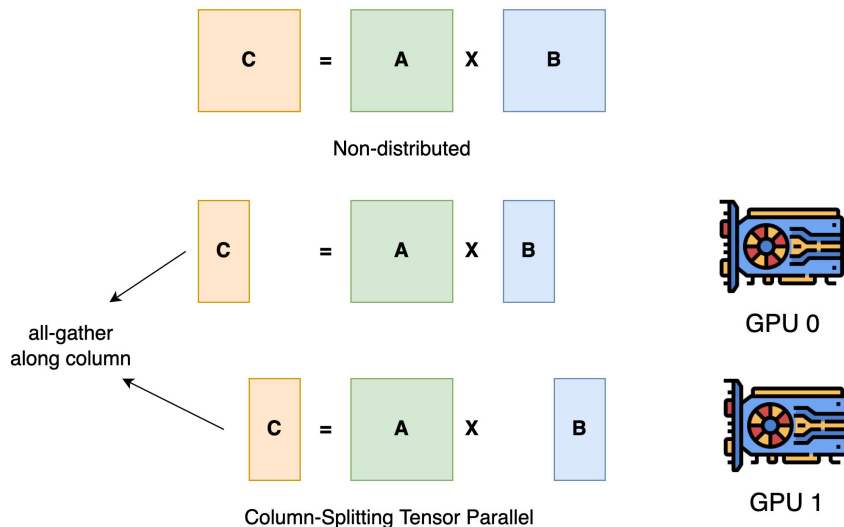 C = A X B
Non-distributed
C = A X B
GPU 0
all-gather
along column
C = A X B
GPU 1
Column-Splitting Tensor Parallel